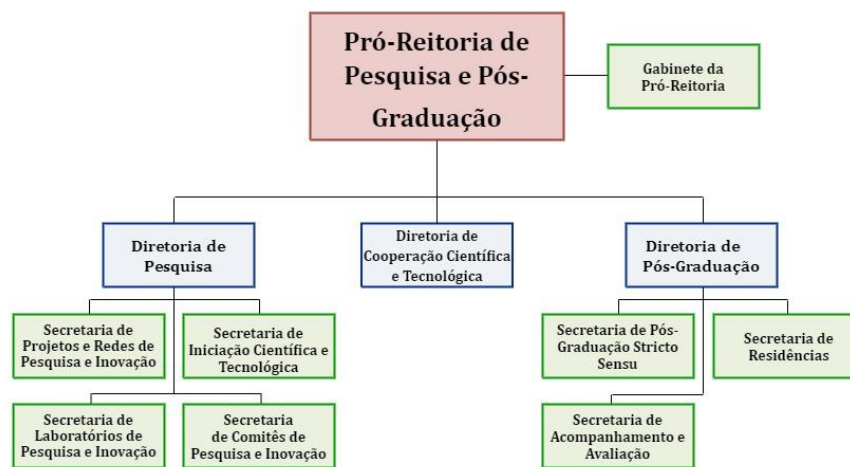 Pró-Reitoria de
Pesquisa e Pós-
Graduação
Gabinete da
Pró-Reitoria
Diretoria de
Pesquisa
Diretoria de
Cooperação Científica
e Tecnológica
Diretoria de
Pós-Graduação
Secretaria de
Projetos e Redes de
Pesquisa e Inovação
Secretaria de
Iniciação Científica e
Tecnológica
Secretaria de Pós-
Graduação Stricto
Sensu
Secretaria de
Residências
Secretaria de
Laboratórios de
Pesquisa e Inovação
Secretaria
de Comitês de
Pesquisa e Inovação
Secretaria de
Acompanhamento e
Avaliação